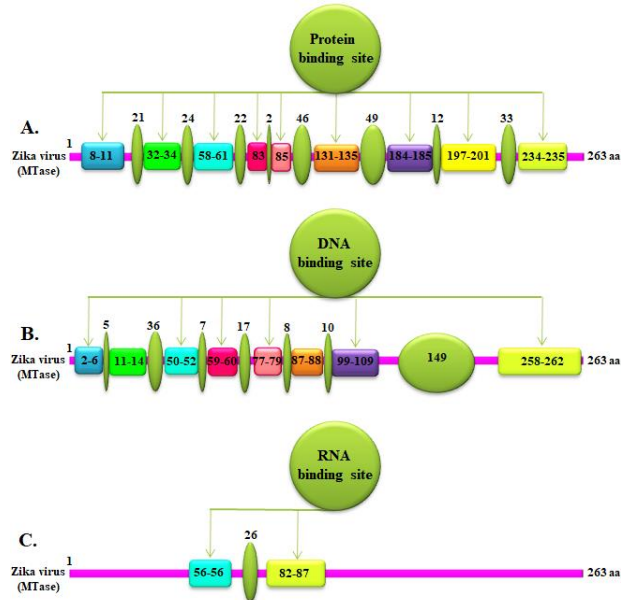 Protein
binding site
21 24 22 2 46 49 12 33
A.
1
Zika virus
(MTase)
8-11 32-34 58-61 83 85 131-135 184-185 197-201 234-235
263 aa
DNA
binding site
5 36 7 17 8 10
B.
1
Zika virus
(MTase)
2-6 11-14 50-52 59-60 77-79 87-88 99-109 149 258-262
263 aa
RNA
binding site
26
C.
1
Zika virus
(MTase)
56-56 82-87
263 aa